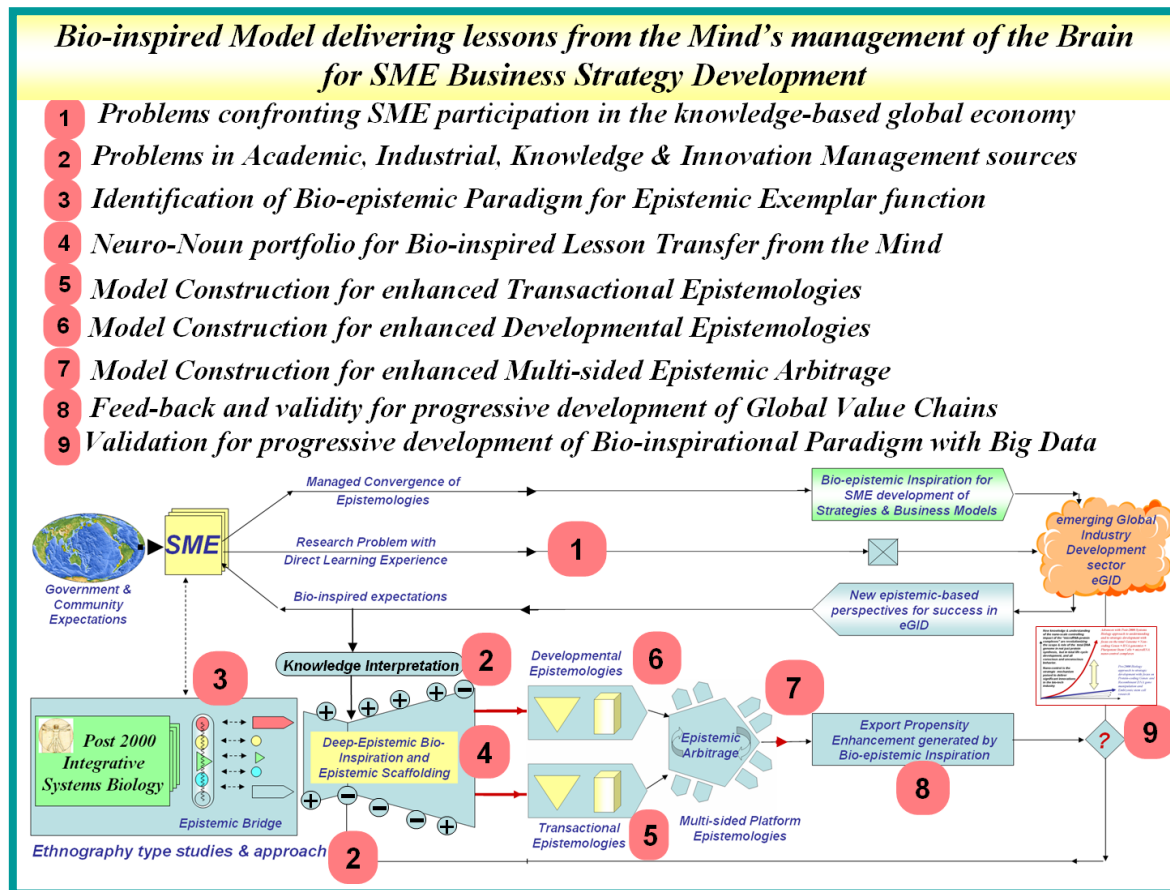 Bio-inspired Model delivering lessons from the Mind's management of the Brain
for SME Business Strategy Development
1 Problems confronting SME participation in the knowledge-based global economy
2 Problems in Academic, Industrial, Knowledge & Innovation Management sources
3 Identification of Bio-epistemic Paradigm for Epistemic Exemplar function
4 Neuro-Noun portfolio for Bio-inspired Lesson Transfer from the Mind
5 Model Construction for enhanced Transactional Epistemologies
6 Model Construction for enhanced Developmental Epistemologies
7 Model Construction for enhanced Multi-sided Epistemic Arbitrage
8 Feed-back and validity for progressive development of Global Value Chains
9 Validation for progressive development of Bio-inspirational Paradigm with Big Data
Managed Convergence of
Epistemologies
Bio-epistemic Inspiration for
SME development of
Strategies & Business Models
SME
Research Problem with
Direct Learning Experience
1
emerging Global
Industry
Development
sector
eGID
Government &
Community
Expectations
Bio-inspired expectations
New epistemic-based
perspectives for success in
eGID
Knowledge Interpretation
2
Developmental
Epistemologies
6
3
7
Post 2000
Integrative
Systems Biology
Epistemic Bridge
+ + + + -
Deep-Epistemic Bio-
Inspiration and
Epistemic Scaffolding
4
+ + - - - +
Epistemic
Arbitrage
Export Propensity
Enhancement generated by
Bio-epistemic Inspiration
8
?
9
Transactional
Epistemologies
5
Multi-sided Platform
Epistemologies
Ethnography type studies & approach
2